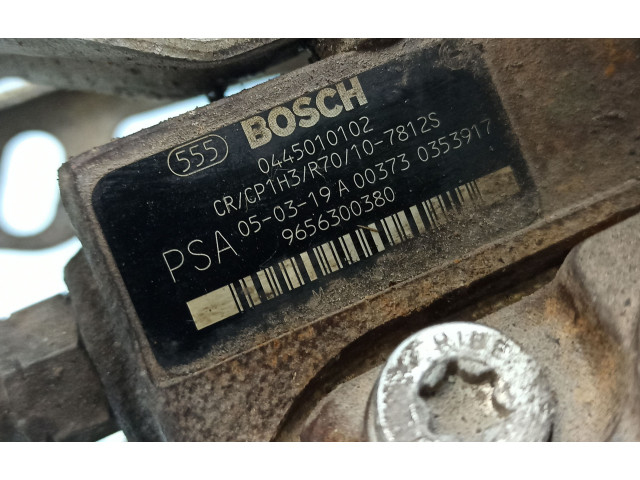 555 BOSCH
0445010102
CR/CP1H3/R70/10-7812S
PSA 05-03-19 A 00373 0353917
9656300380